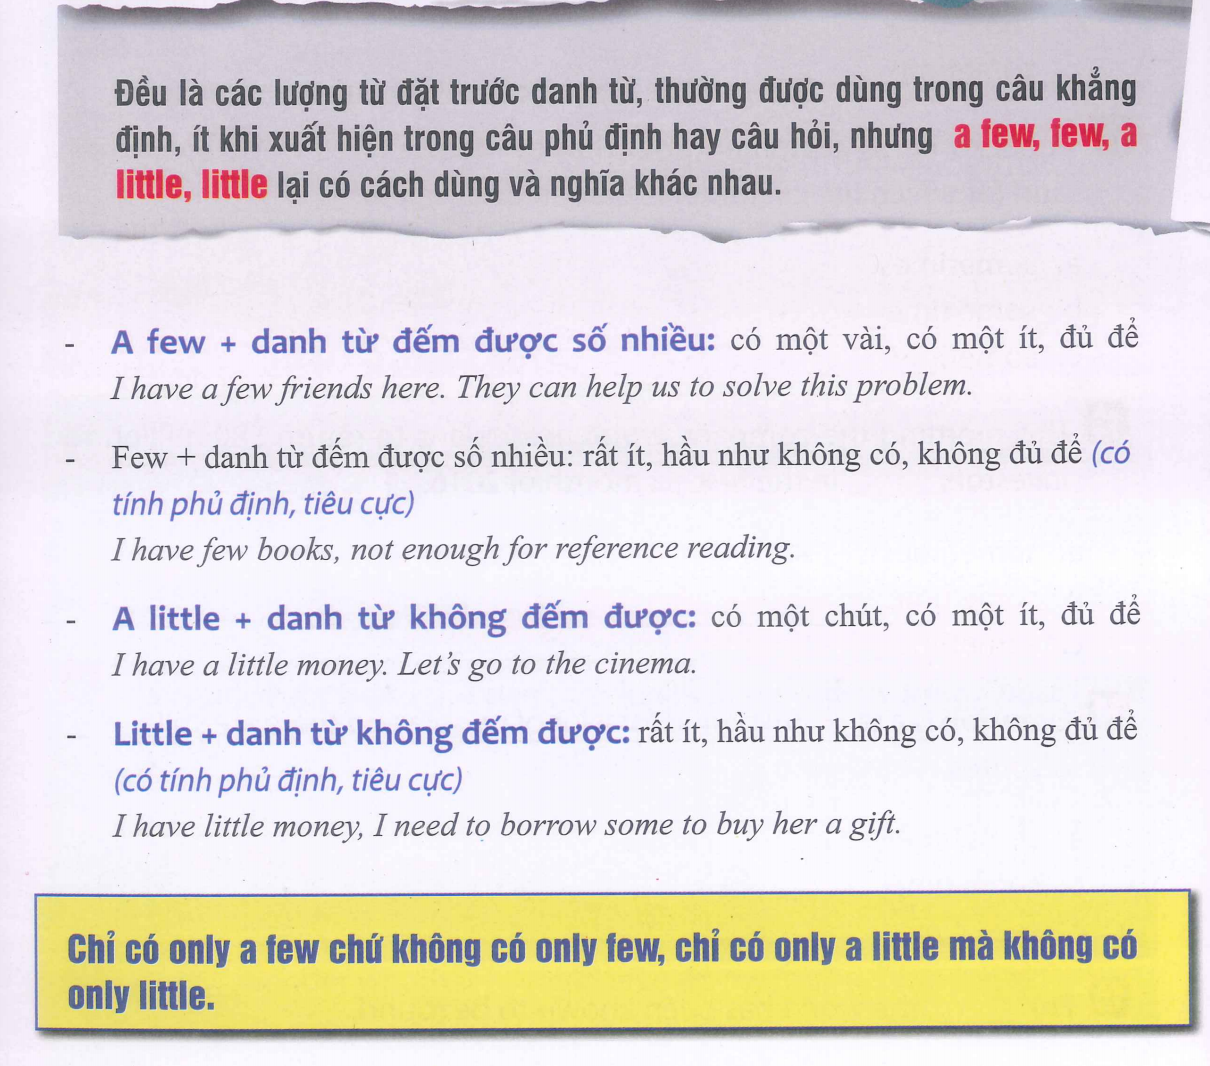 Đều là các lượng từ đặt trước danh từ, thường được dùng trong câu khẳng
định, ít khi xuất hiện trong câu phủ định hay câu hỏi, nhưng a few, few, a
little, little lại có cách dùng và nghĩa khác nhau.
- A few + danh từ đếm được số nhiều: có một vài, có một ít, đủ để
I have a few friends here. They can help us to solve this problem.
- Few + danh từ đếm được số nhiều: rất ít, hầu như không có, không đủ để (có
tính phủ định, tiêu cực)
I have few books, not enough for reference reading.
- A little + danh từ không đếm được: có một chút, có một ít, đủ để
I have a little money. Let's go to the cinema.
- Little + danh từ không đếm được: rất ít, hầu như không có, không đủ để
(có tính phủ định, tiêu cực)
I have little money, I need to borrow some to buy her a gift.
Chỉ có only a few chứ không có only few, chỉ có only a little mà không có
only little.